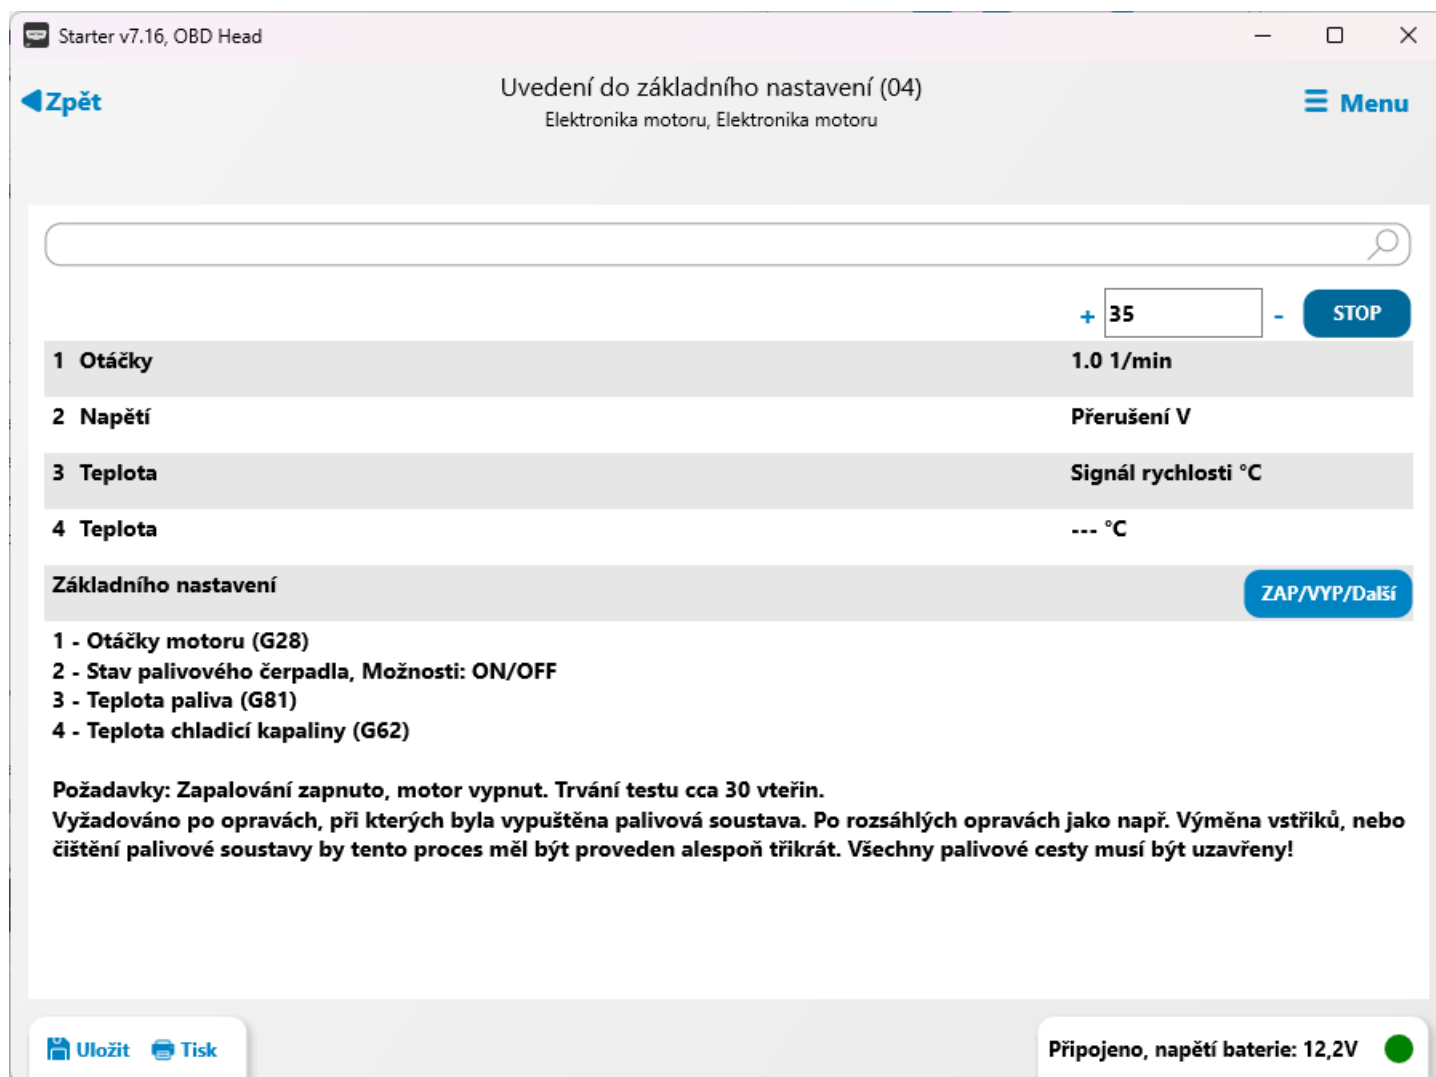 Starter v7.16, OBD Head
Zpět
Uvedení do základního nastavení (04)
Menu
Elektronika motoru, Elektronika motoru
+ 35 - STOP
1 Otáčky 1.0 1/min
2 Napětí Přerušení V
3 Teplota Signál rychlosti °C
4 Teplota --- °C
Základního nastavení ZAP/VYP/Další
1 - Otáčky motoru (G28)
2 - Stav palivového čerpadla, Možnosti: ON/OFF
3 - Teplota paliva (G81)
4 - Teplota chladicí kapaliny (G62)
Požadavky: Zapalování zapnuto, motor vypnut. Trvání testu cca 30 vteřin.
Vyžadováno po opravách, při kterých byla vypuštěna palivová soustava. Po rozsáhlých opravách jako např. Výměna vstřiků, nebo
čištění palivové soustavy by tento proces měl být proveden alespoň třikrát. Všechny palivové cesty musí být uzavřeny!
Uložit Tisk
Připojeno, napětí baterie: 12,2V